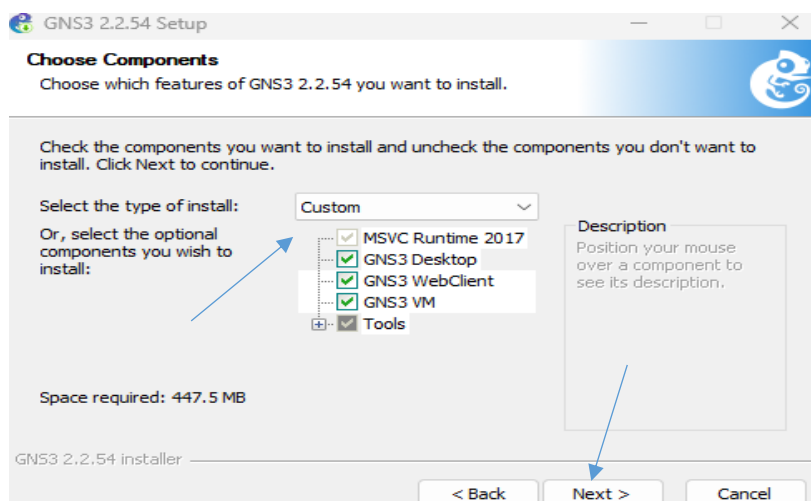 GNS3 2.2.54 Setup
Choose Components
Choose which features of GNS3 2.2.54 you want to install.
Check the components you want to install and uncheck the components you don't want to
install. Click Next to continue.
Select the type of install:
Custom
Or, select the optional
components you wish to
install:
MSVC Runtime 2017
GNS3 Desktop
GNS3 WebClient
GNS3 VM
Tools
Description
Position your mouse
over a component to
see its description.
Space required: 447.5 MB
GNS3 2.2.54 installer
< Back
Next >
Cancel